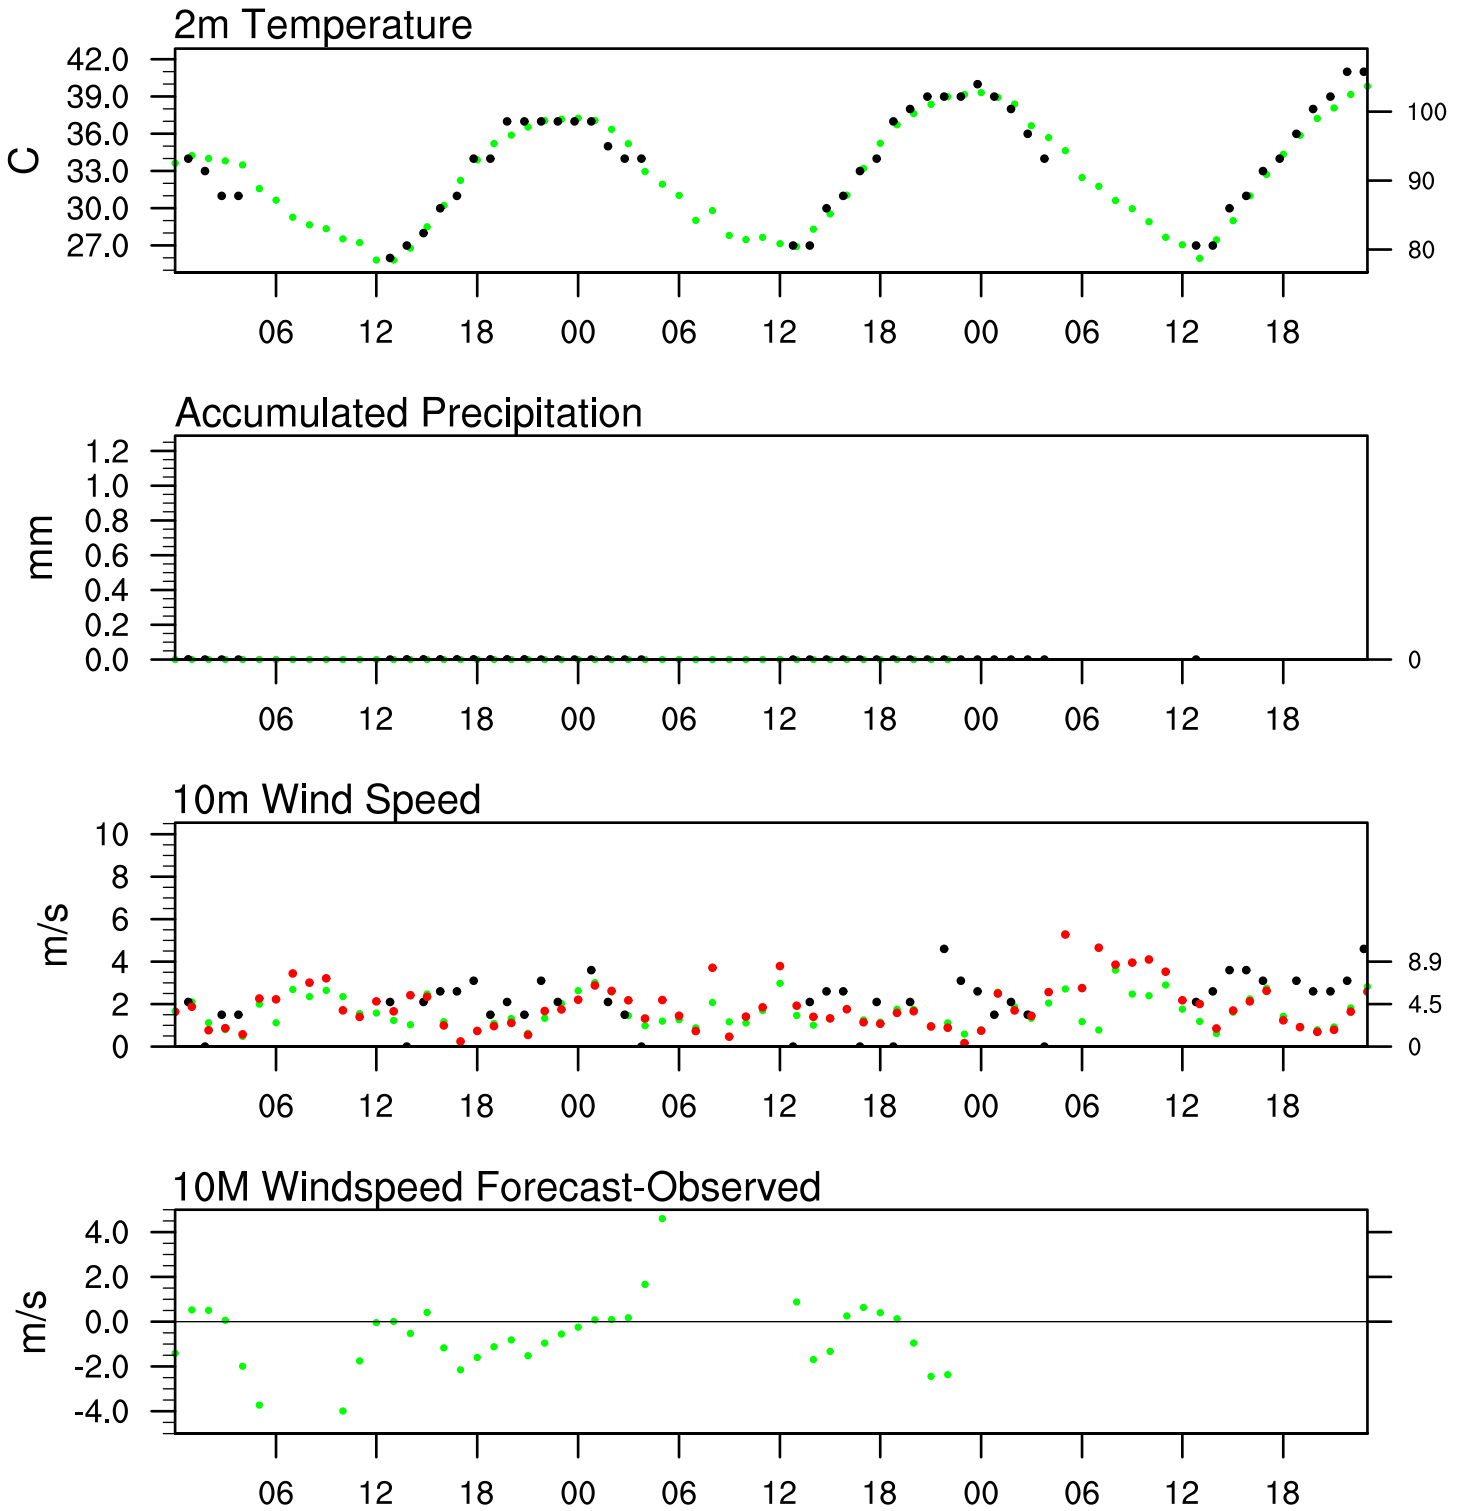 2m Temperature
42.0
39.0
36.0
33.0
30.0
27.0
C
100
90
80
06 12 18 00 06 12 18 00 06 12 18
Accumulated Precipitation
1.2
1.0
0.8
0.6
0.4
0.2
0.0
mm
0
06 12 18 00 06 12 18 00 06 12 18
10m Wind Speed
10
8
6
4
2
0
m/s
8.9
4.5
0
06 12 18 00 06 12 18 00 06 12 18
10M Windspeed Forecast-Observed
4.0
2.0
0.0
-2.0
-4.0
m/s
06 12 18 00 06 12 18 00 06 12 18